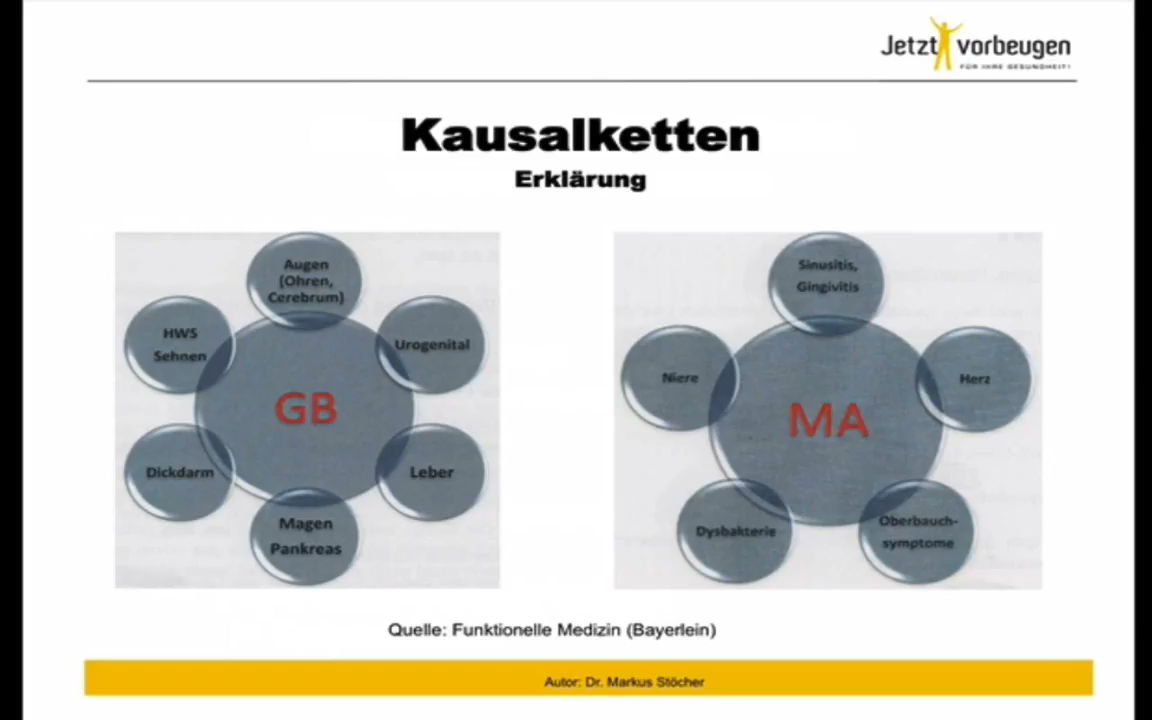 Jetzt vorbeugen
FÜR IHRE GESUNDHEIT!
Kausalketten
Erklärung
Augen
(Ohren,
Cerebrum)
HWS
Sehnen
Urogenital
GB
Dickdarm
Leber
Magen
Pankreas
Sinusitis,
Gingivitis
Niere
Herz
MA
Dysbakterie
Oberbauch-
symptome
Quelle: Funktionelle Medizin (Bayerlein)
Autor: Dr. Markus Stöcher